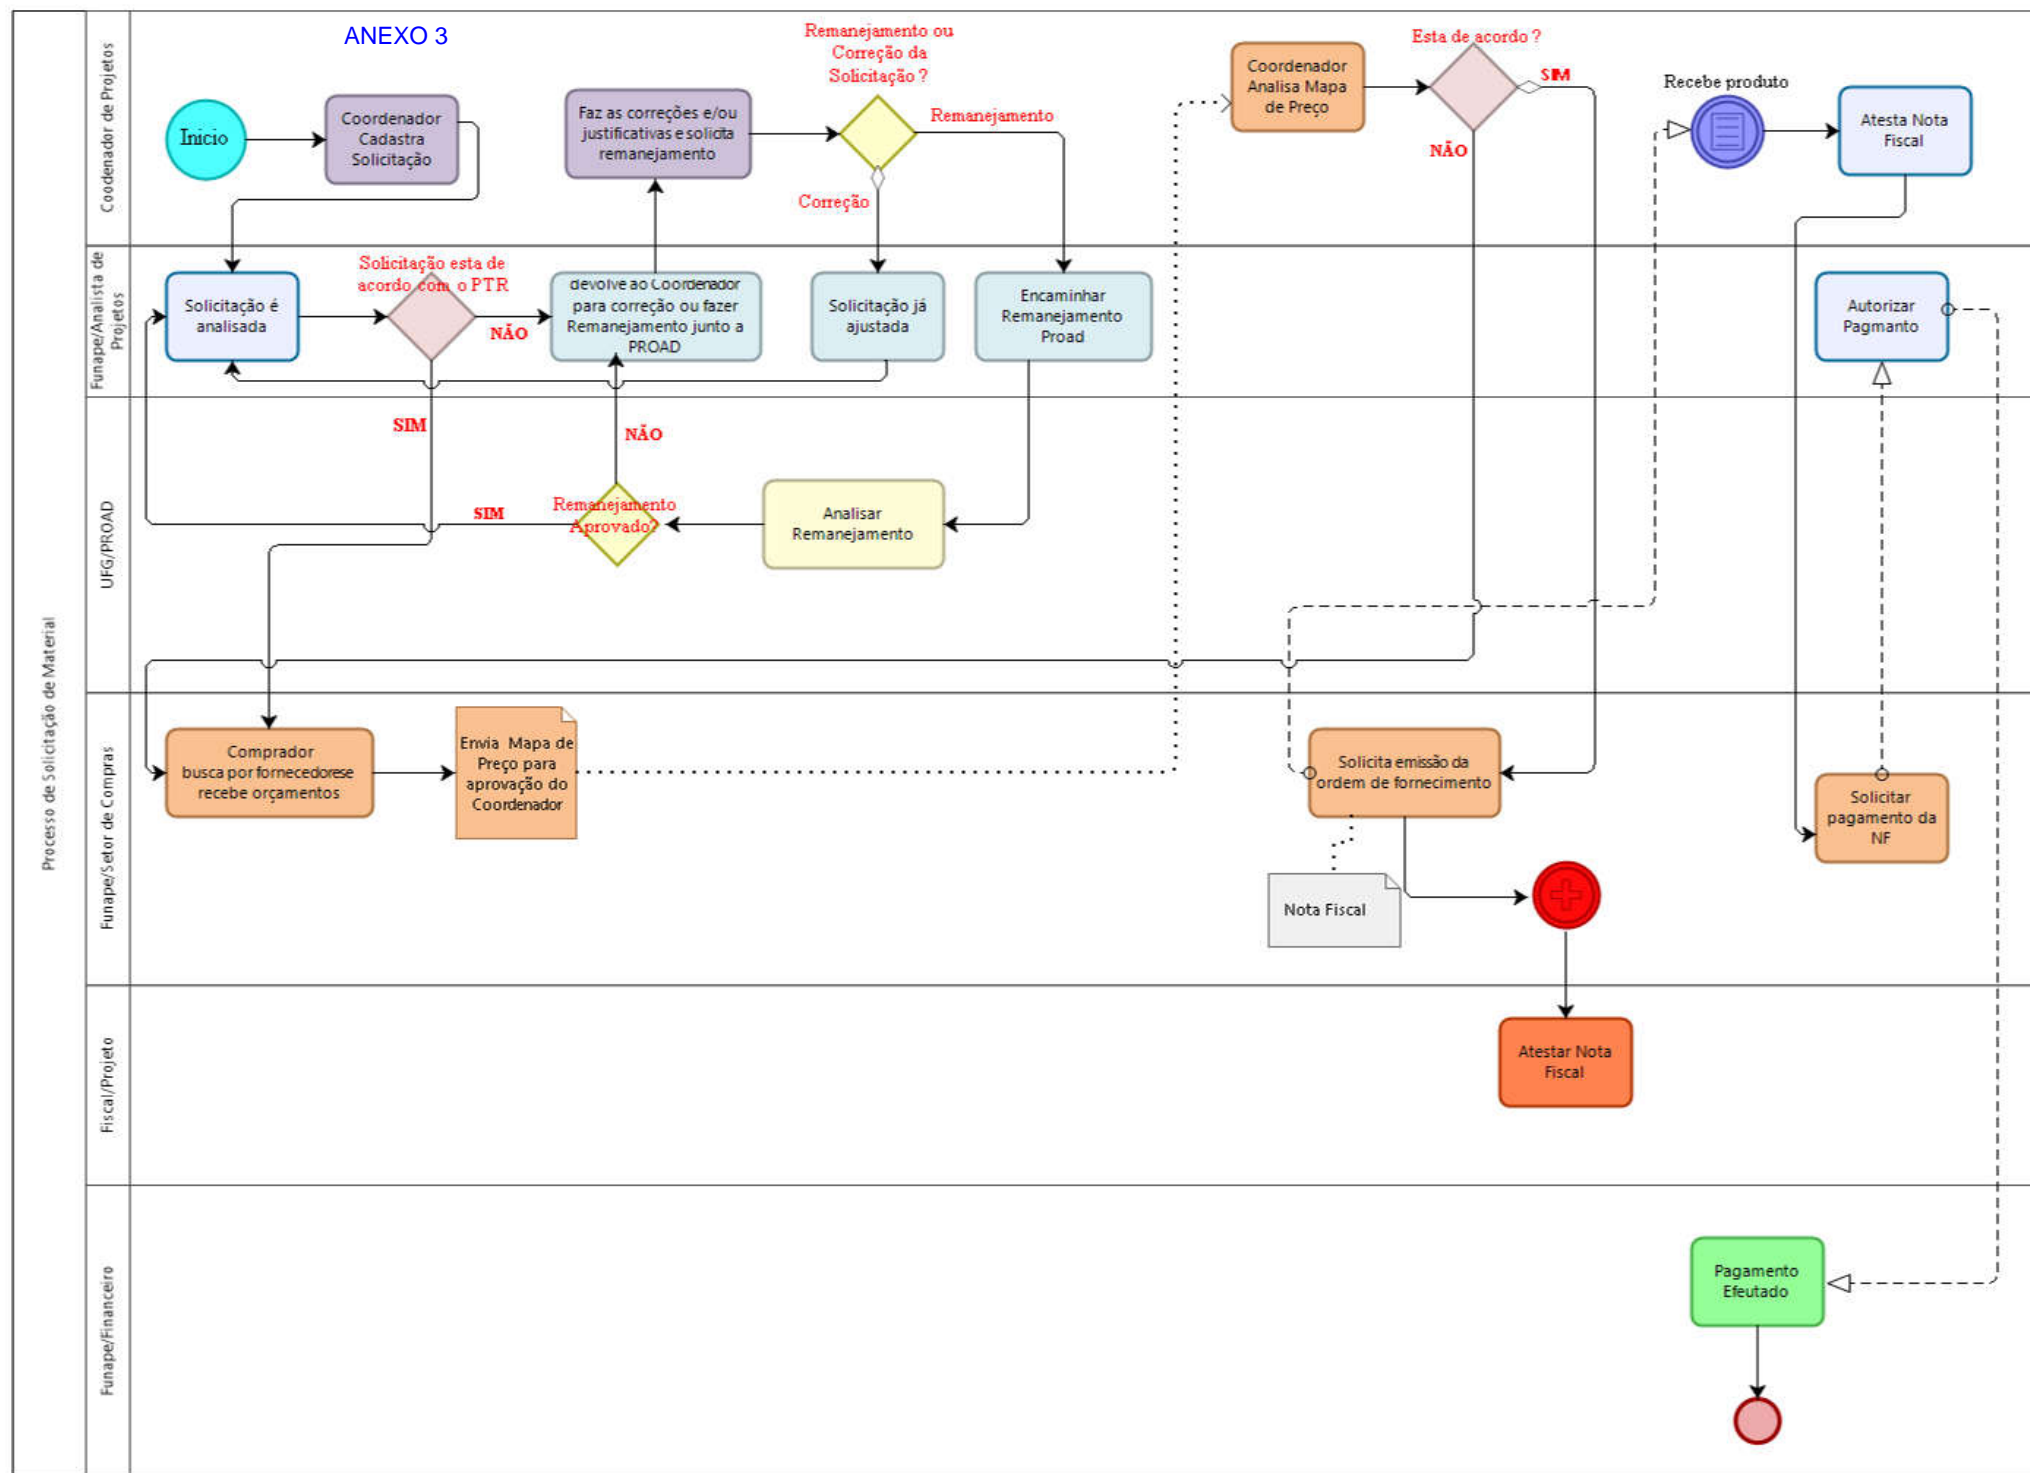 ANEXO 3
Processo de Solicitação de Material
Coodenador de Projetos
Inicio
Coordenador
Cadastra
Solicitação
Faz as correções e/ou
justificativas e solicita
remanejamento
Remanejamento ou
Correção da
Solicitação ?
Remanejamento
Correção
Coordenador
Analisa Mapa
de Preço
Esta de acordo ?
SIM
NÃO
Recebe produto
Atesta Nota
Fiscal
Funape/Analista de
Projetos
Solicitação é
analisada
Solicitação esta de
acordo com o PTR
NÃO
SIM
devolve ao Coordenador
para correção ou fazer
Remanejamento junto a
PROAD
Solicitação já
ajustada
Encaminhar
Remanejamento
Proad
Autorizar
Pagmanto
UFG/PROAD
NÃO
SIM
Remanejamento
Aprovado?
Analisar
Remanejamento
Funape/Setor de Compras
Comprador
busca por fornecedorese
recebe orçamentos
Envia Mapa de
Preço para
aprovação do
Coordenador
Solicita emissão da
ordem de fornecimento
Nota Fiscal
Solicitar
pagamento da
NF
Fiscal/Projeto
Atestar Nota
Fiscal
Funape/Financeiro
Pagamento
Efeutado